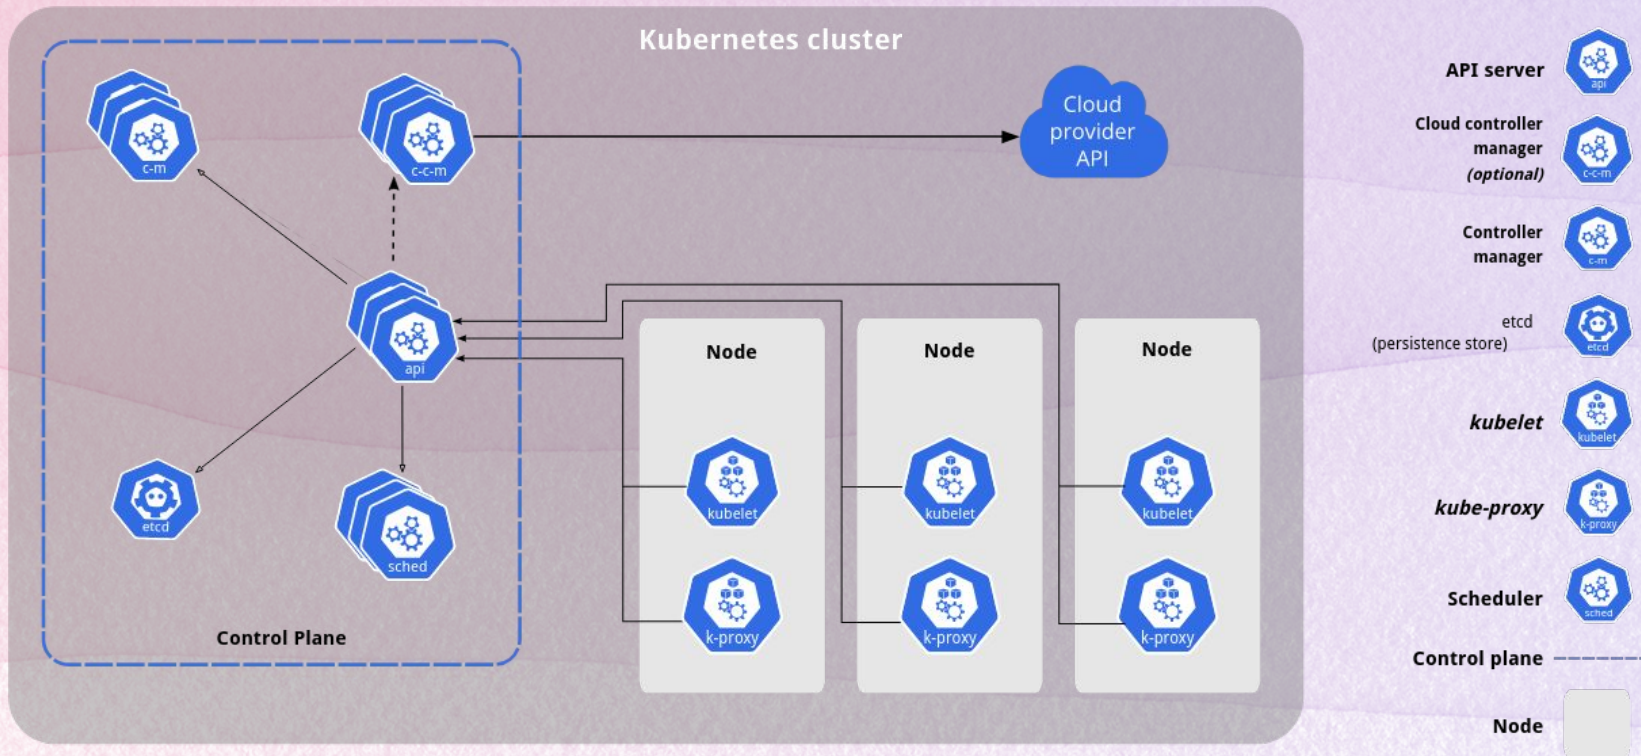 Kubernetes cluster
c-m
c-c-m
Cloud
provider
API
api
etcd
sched
Control Plane
Node
kubelet
k-proxy
Node
kubelet
k-proxy
Node
kubelet
k-proxy
API server
api
Cloud controller
manager
(optional)
c-c-m
Controller
manager
c-m
etcd
(persistence store)
etcd
kubelet
kubelet
kube-proxy
k-proxy
Scheduler
sched
Control plane
Node